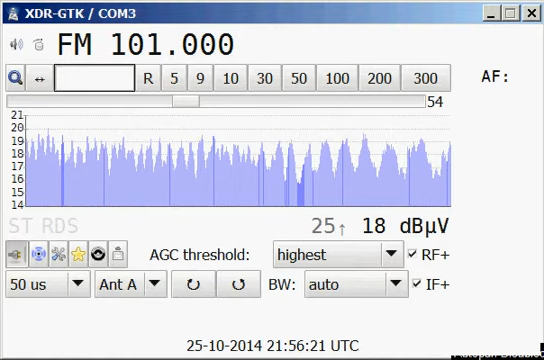 XDR-GTK / COM3
FM 101.000
↔ R 5 9 10 30 50 100 200 300 AF:
54
21
20
19
18
17
16
15
14
ST RDS 25↑ 18 dBµV
AGC threshold: highest RF+
50 us Ant A ↻ ↺ BW: auto IF+
25-10-2014 21:56:21 UTC